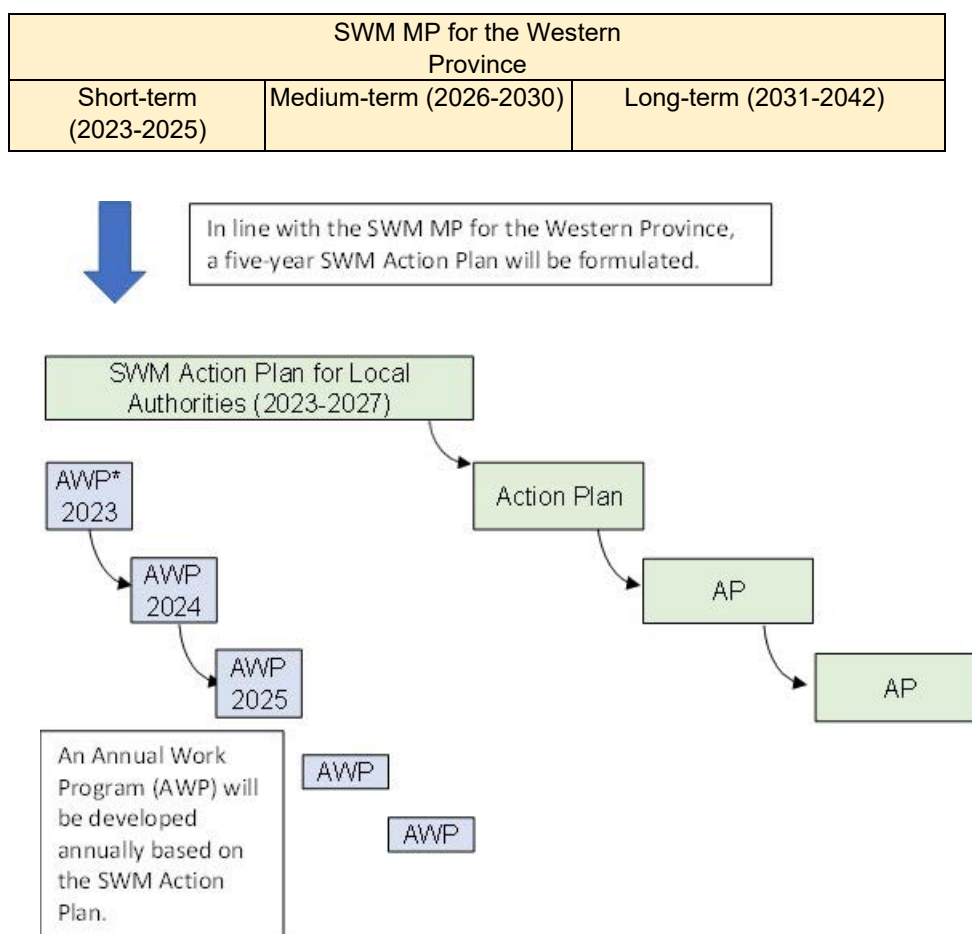 SWM MP for the Western
Province
Short-term
(2023-2025)
Medium-term (2026-2030)
Long-term (2031-2042)
In line with the SWM MP for the Western Province,
a five-year SWM Action Plan will be formulated.
SWM Action Plan for Local
Authorities (2023-2027)
AWP*
2023
Action Plan
AWP
2024
AP
AWP
2025
AP
An Annual Work
Program (AWP) will
be developed
annually based on
the SWM Action
Plan.
AWP
AWP